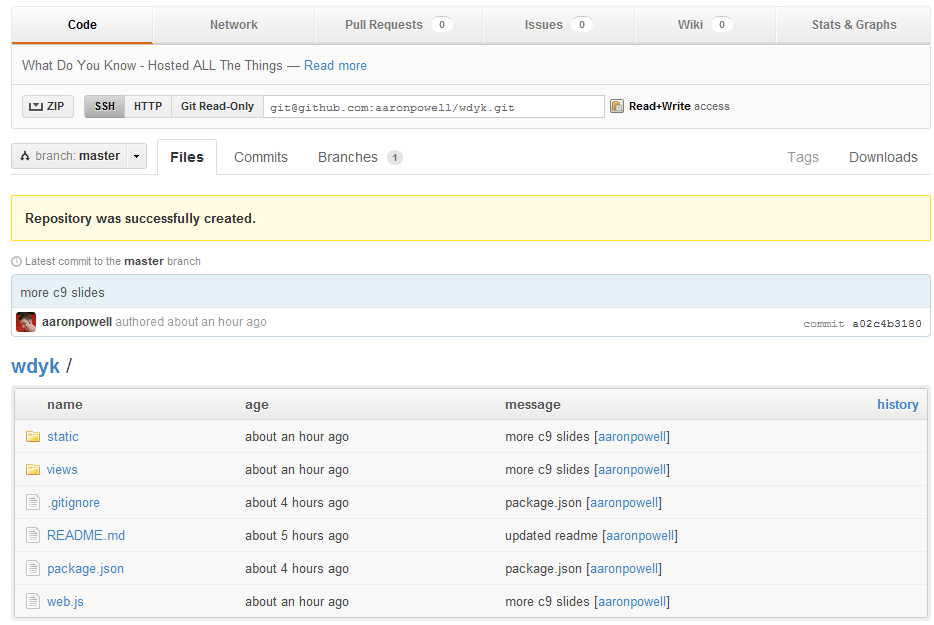 Code Network Pull Requests 0 Issues 0 Wiki 0 Stats & Graphs
What Do You Know - Hosted ALL The Things — Read more
ZIP SSH HTTP Git Read-Only git@github.com:aaronpowell/wdyk.git Read+Write access
branch: master Files Commits Branches 1 Tags Downloads
Repository was successfully created.
Latest commit to the master branch
more c9 slides
aaronpowell authored about an hour ago commit a02c4b3180
wdyk /
name age message history
static about an hour ago more c9 slides [aaronpowell]
views about an hour ago more c9 slides [aaronpowell]
.gitignore about 4 hours ago package.json [aaronpowell]
README.md about 5 hours ago updated readme [aaronpowell]
package.json about 4 hours ago package.json [aaronpowell]
web.js about an hour ago more c9 slides [aaronpowell]